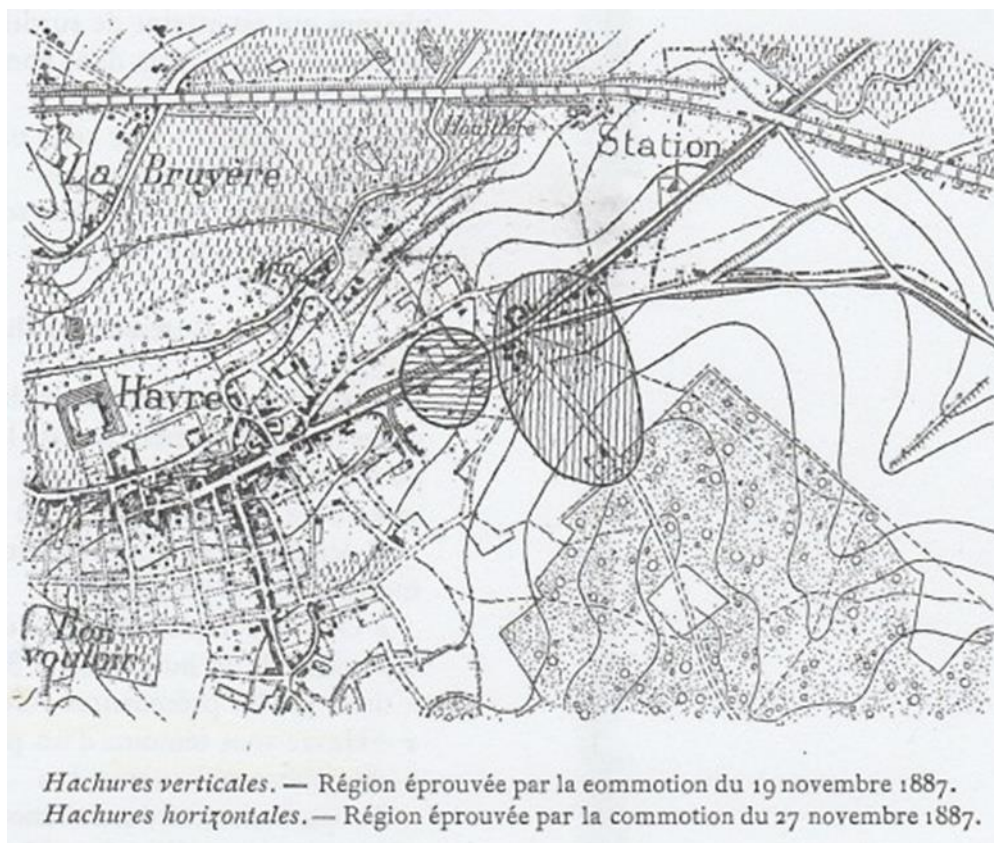 Houillère
Station
La Bruyère
Mⁱⁿ
Havré
Bon
vouloir
Hachures verticales. — Région éprouvée par la eommotion du 19 novembre 1887.
Hachures horizontales. — Région éprouvée par la commotion du 27 novembre 1887.